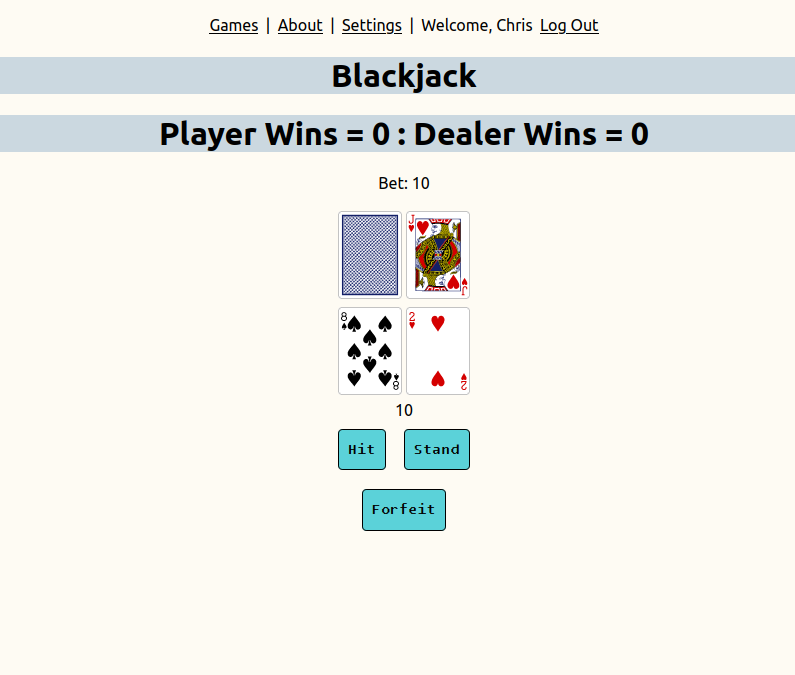 Games | About | Settings | Welcome, Chris Log Out
Blackjack
Player Wins = 0 : Dealer Wins = 0
Bet: 10
J
J
8
2
8
2
10
Hit Stand
Forfeit